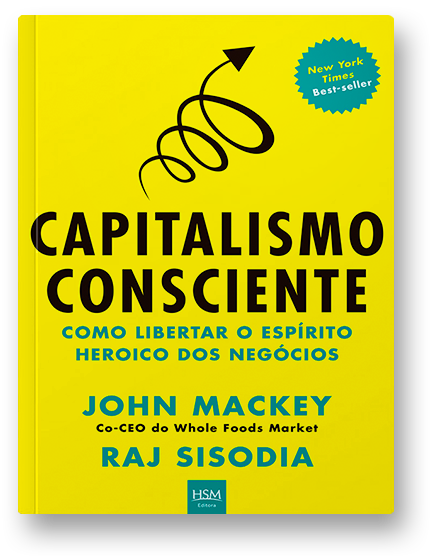 New York
Times
Best-seller
CAPITALISMO
CONSCIENTE
COMO LIBERTAR O ESPÍRITO
HEROICO DOS NEGÓCIOS
JOHN MACKEY
Co-CEO do Whole Foods Market
RAJ SISODIA
HSM
Editora